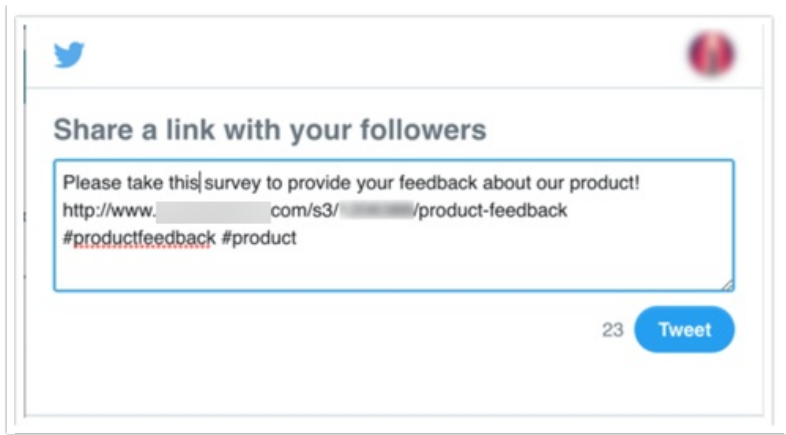 Share a link with your followers
Please take this survey to provide your feedback about our product!
http://www. com/s3/ /product-feedback
#productfeedback #product
23 Tweet